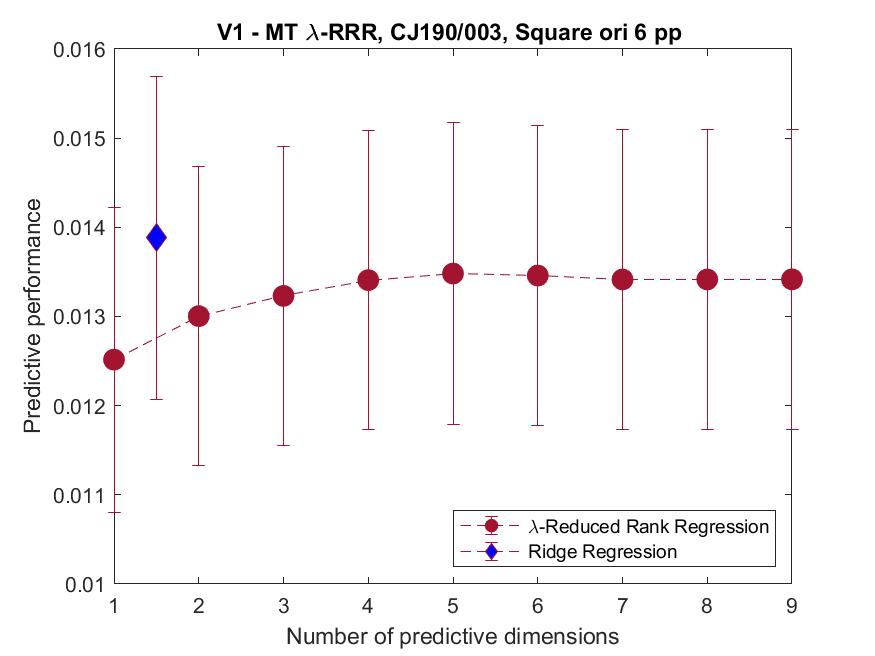 V1 - MT λ-RRR, CJ190/003, Square ori 6 pp
0.016
0.015
0.014
0.013
0.012
0.011
0.01
Predictive performance
1 2 3 4 5 6 7 8 9
Number of predictive dimensions
λ-Reduced Rank Regression
Ridge Regression